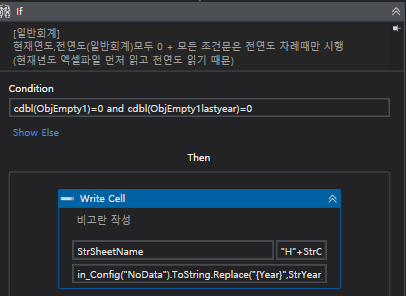 If
[일반회계]
현재연도,전연도(일반회계)모두 0 + 모든 조건문은 전연도 차례때만 시행
(현재년도 엑셀파일 먼저 읽고 전연도 읽기 때문)
Condition
cdbl(ObjEmpty1)=0 and cdbl(ObjEmpty1lastyear)=0
Show Else
Then
Write Cell
비고란 작성
StrSheetName "H"+StrC
in_Config("NoData").ToString.Replace("{Year}",StrYear